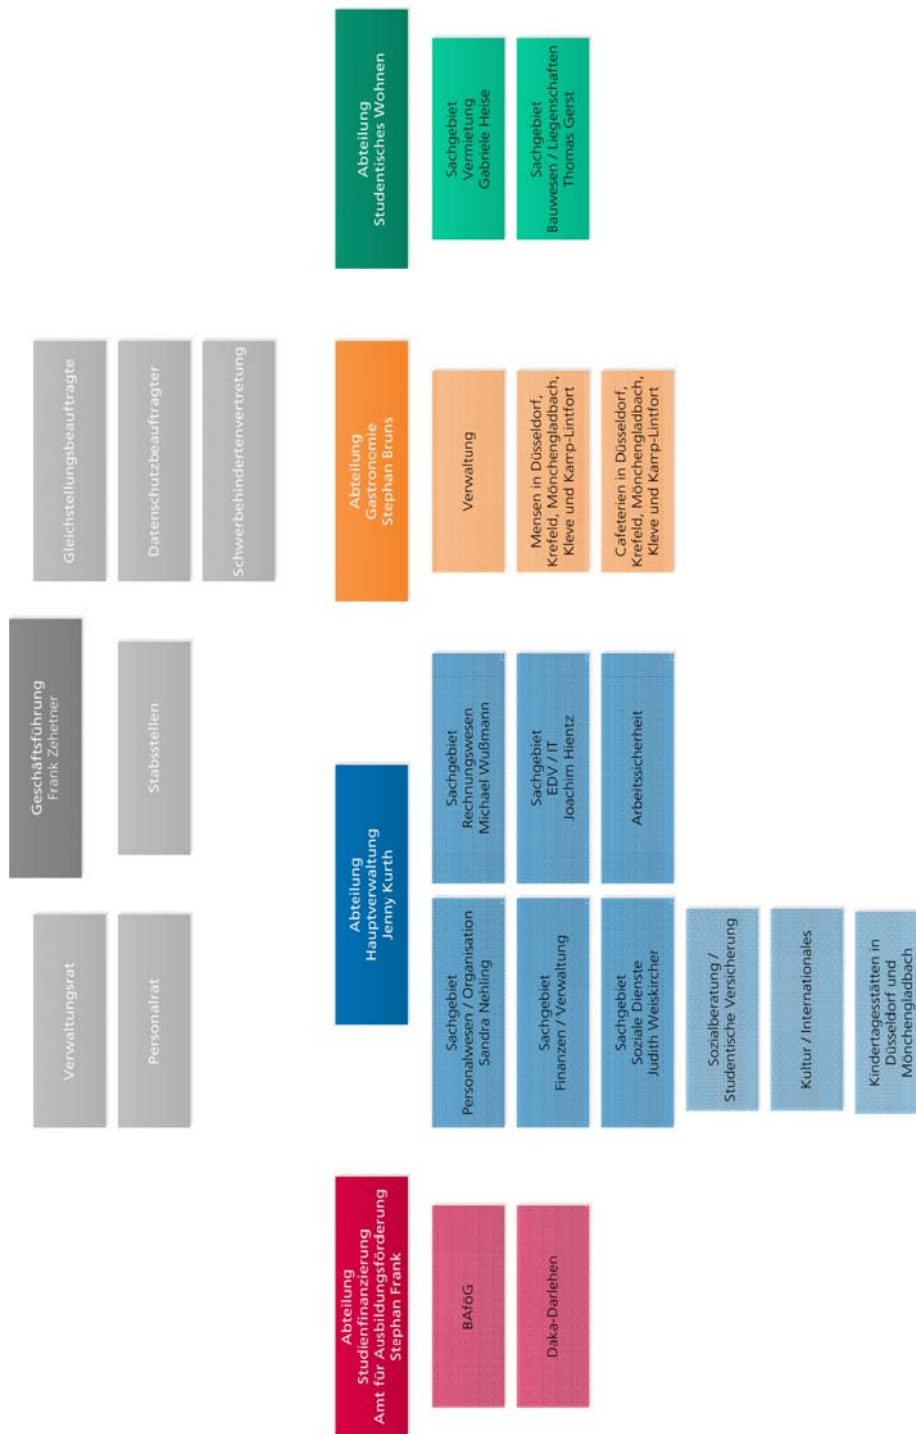 Geschäftsführung
Frank Zehetner
Verwaltungsrat
Personalrat
Stabsstellen
Gleichstellungsbeauftragte
Datenschutzbeauftragter
Schwerbehindertenvertretung
Abteilung
Studienfinanzierung
Amt für Ausbildungsförderung
Stephan Frank
BAföG
Daka-Darlehen
Abteilung
Hauptverwaltung
Jenny Kurth
Sachgebiet
Personalwesen / Organisation
Sandra Nehling
Sachgebiet
Finanzen / Verwaltung
Sachgebiet
Soziale Dienste
Judith Weiskircher
Sozialberatung /
Studentische Versicherung
Kultur / Internationales
Kindertagesstätten in
Düsseldorf und
Mönchengladbach
Sachgebiet
Rechnungswesen
Michael Wußmann
Sachgebiet
EDV / IT
Joachim Hientz
Arbeitssicherheit
Abteilung
Gastronomie
Stephan Bruns
Verwaltung
Mensen in Düsseldorf,
Krefeld, Mönchengladbach,
Kleve und Kamp-Lintfort
Cafeterien in Düsseldorf,
Krefeld, Mönchengladbach,
Kleve und Kamp-Lintfort
Abteilung
Studentisches Wohnen
Sachgebiet
Vermietung
Gabriele Heise
Sachgebiet
Bauwesen / Liegenschaften
Thomas Gerst